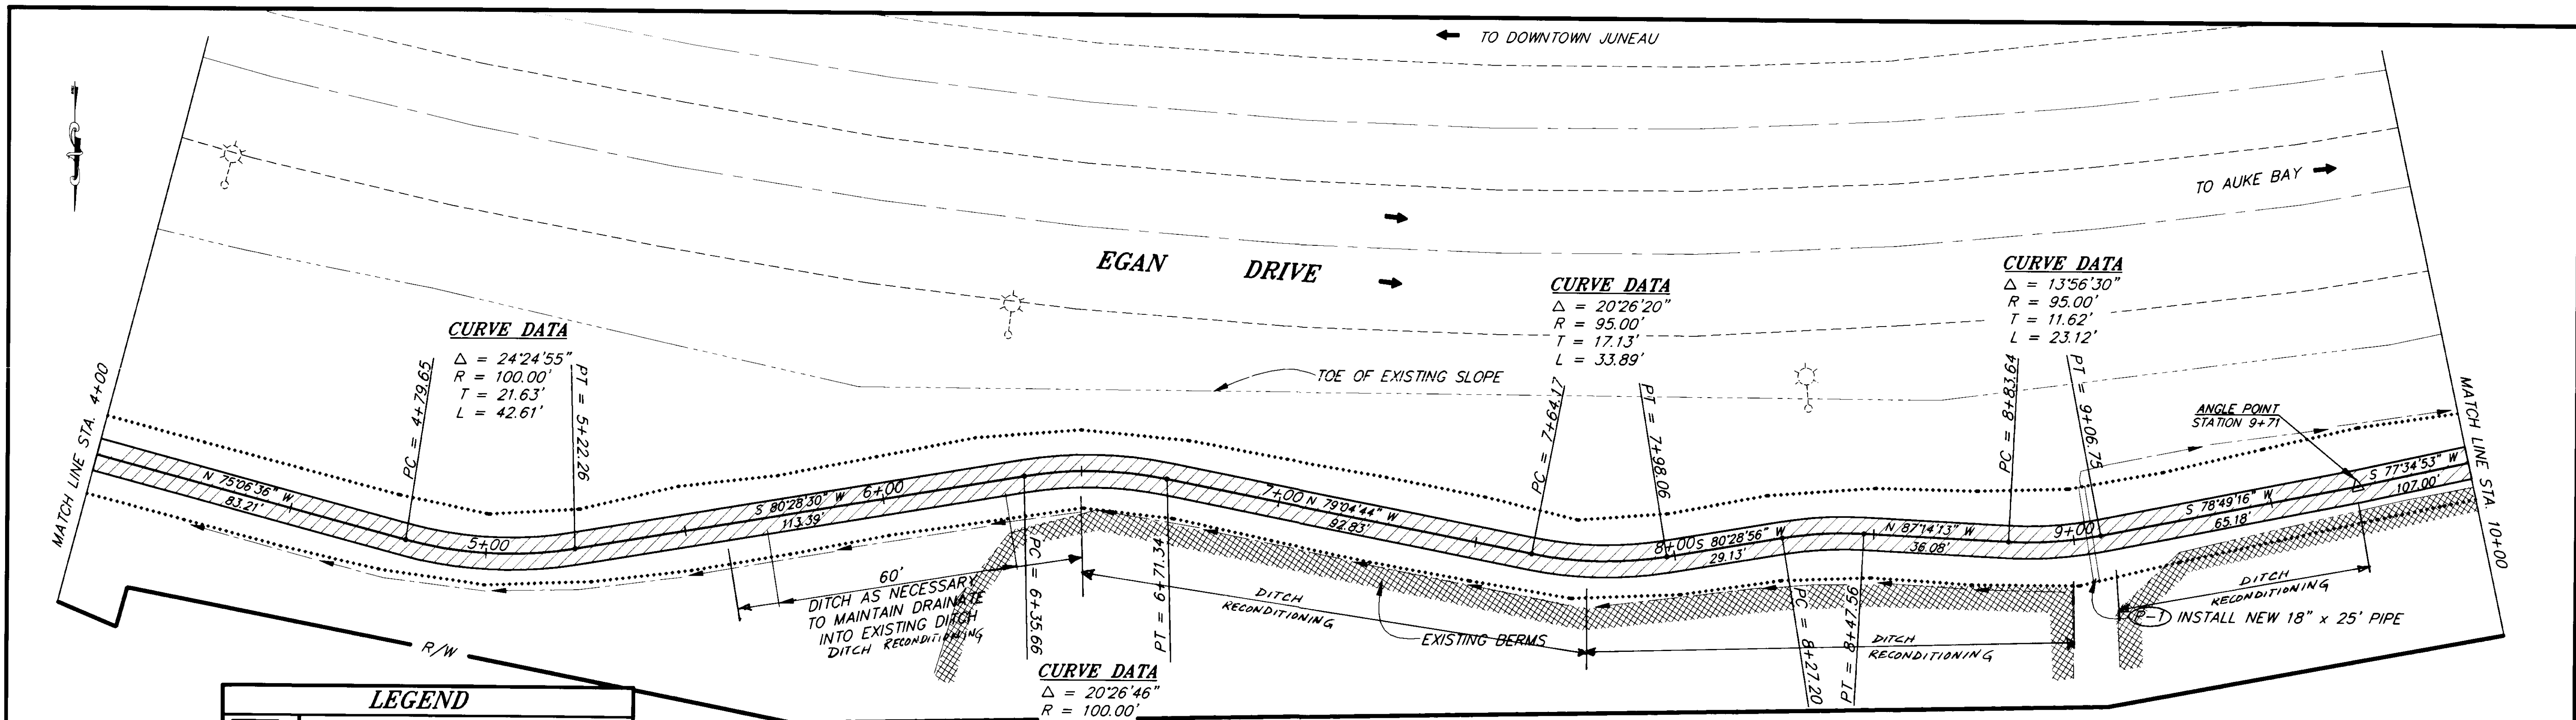 ← TO DOWNTOWN JUNEAU
TO AUKE BAY →
EGAN DRIVE
CURVE DATA
Δ = 24°24'55"
R = 100.00'
T = 21.63'
L = 42.61'
CURVE DATA
Δ = 20°26'20"
R = 95.00'
T = 17.13'
L = 33.89'
CURVE DATA
Δ = 13°56'30"
R = 95.00'
T = 11.62'
L = 23.12'
TOE OF EXISTING SLOPE
MATCH LINE STA. 4+00
PC = 4+79.65
PT = 5+22.26
PC = 7+64.17
PT = 7+98.06
PC = 8+83.64
PT = 9+06.75
ANGLE POINT
STATION 9+71
MATCH LINE STA. 10+00
N 75°06'36" W
83.21'
5+00
S 80°28'30" W
113.39'
6+00
7+00
N 79°04'44" W
92.83'
8+00
S 80°28'56" W
29.13'
N 87°14'13" W
36.08'
9+00
S 78°49'16" W
65.18'
S 77°34'53" W
107.00'
60'
DITCH AS NECESSARY
TO MAINTAIN DRAINATE
INTO EXISTING DITCH
DITCH RECONDITIONING
PC = 6+35.66
PT = 6+71.34
DITCH
RECONDITIONING
EXISTING BERMS
PC = 8+27.20
PT = 8+47.56
DITCH
RECONDITIONING
DITCH
RECONDITIONING
P-1 INSTALL NEW 18" x 25' PIPE
R/W
CURVE DATA
Δ = 20°26'46"
R = 100.00'
LEGEND